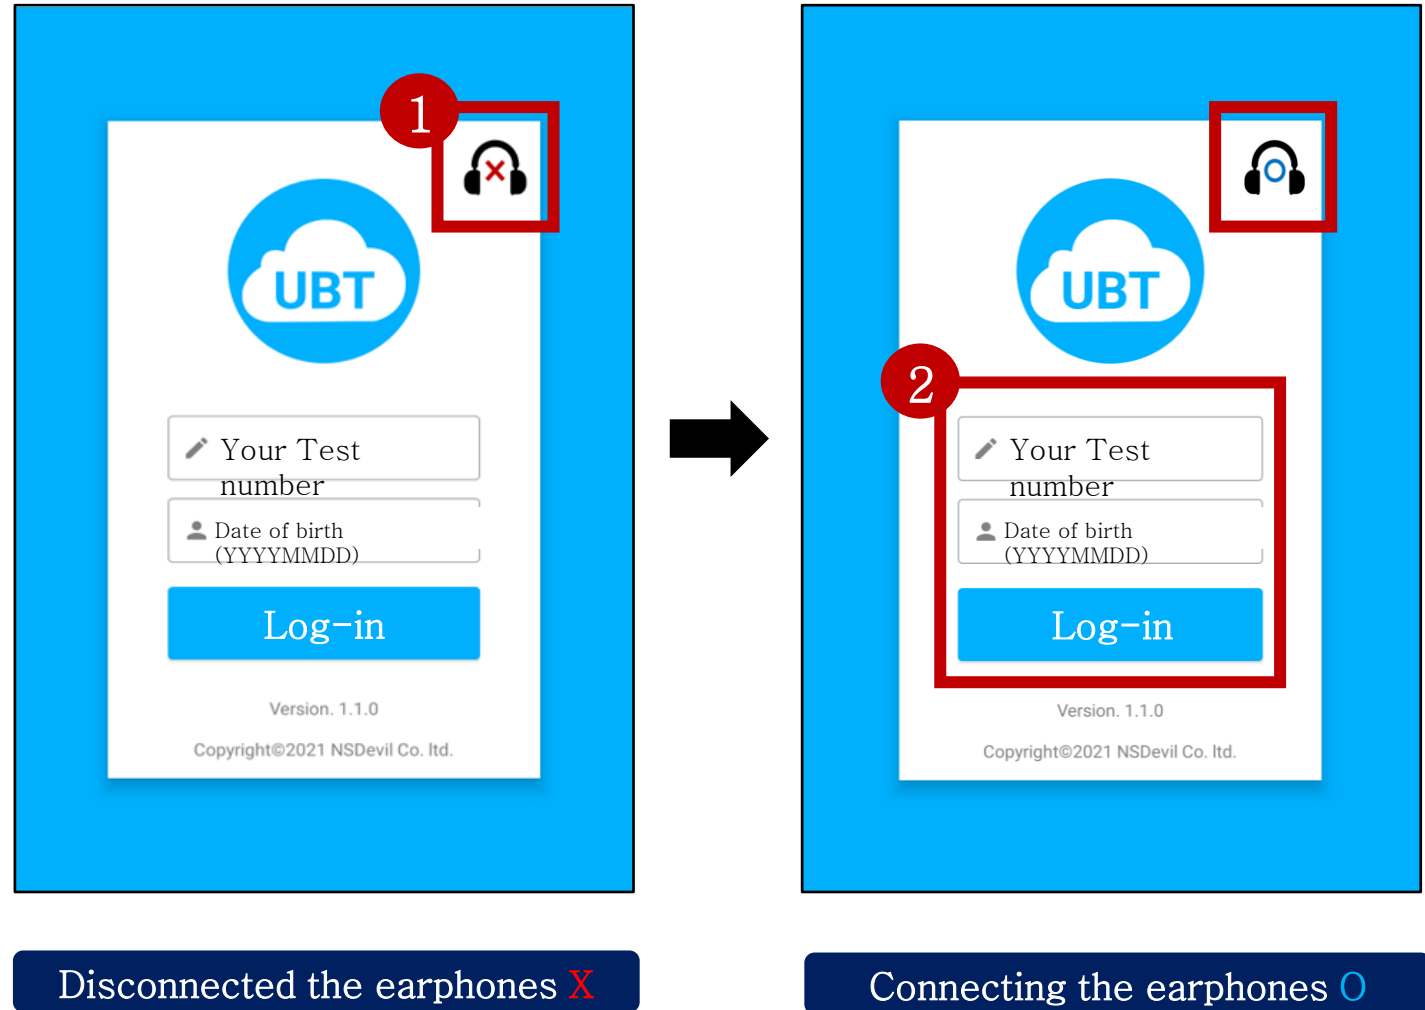 1
X
UBT
Your Test
number
Date of birth
(YYYYMMDD)
Log-in
Version. 1.1.0
Copyright©2021 NSDevil Co. ltd.
Disconnected the earphones X
O
UBT
2
Your Test
number
Date of birth
(YYYYMMDD)
Log-in
Version. 1.1.0
Copyright©2021 NSDevil Co. ltd.
Connecting the earphones O